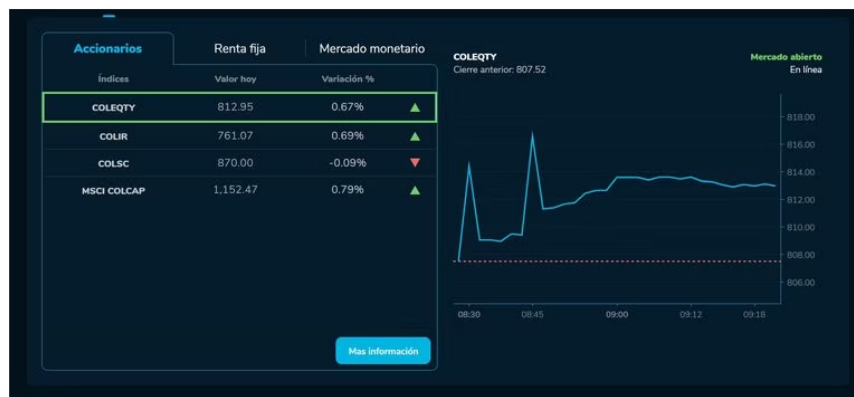 Accionarios Renta fija Mercado monetario
Índices Valor hoy Variación %
COLEQTY 812.95 0.67%
COLIR 761.07 0.69%
COLSC 870.00 -0.09%
MSCI COLCAP 1,152.47 0.79%
Mas información
COLEQTY Mercado abierto
Cierre anterior: 807.52 En línea
818.00
816.00
814.00
812.00
810.00
808.00
806.00
08:30 08:45 09:00 09:12 09:18